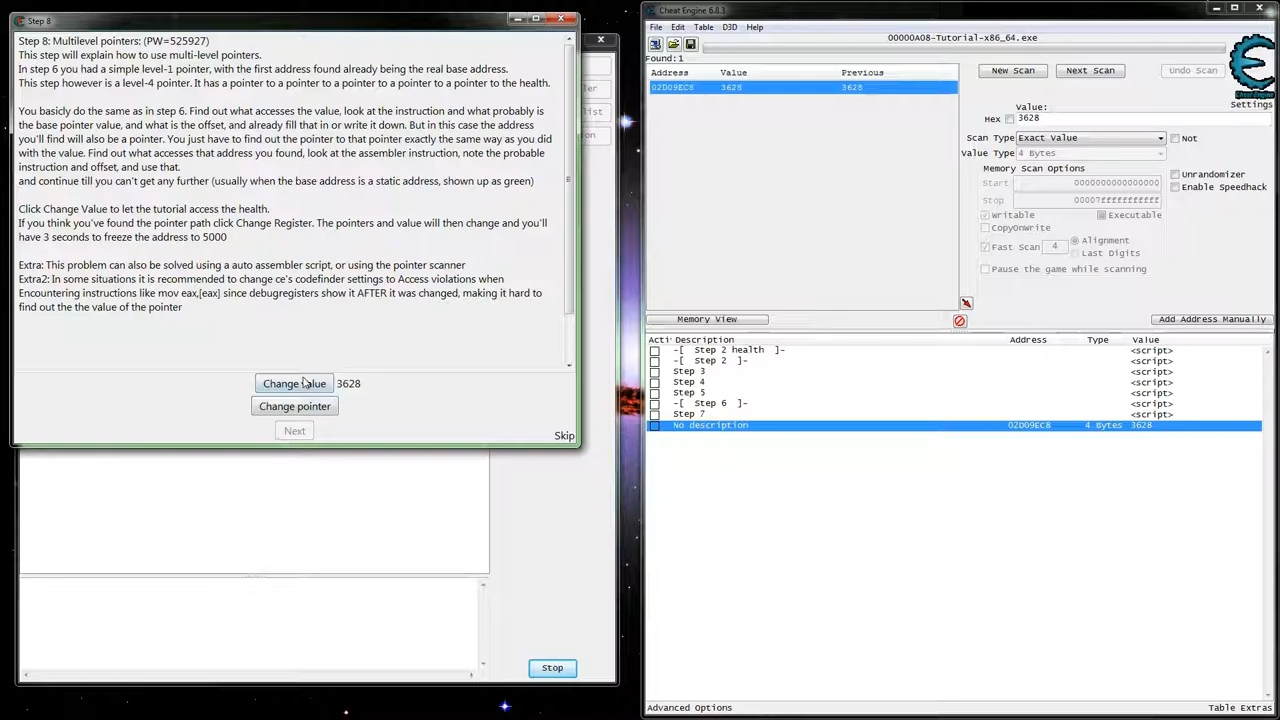 Step 8
Step 8: Multilevel pointers: (PW=525927)
This step will explain how to use multi-level pointers.
In step 6 you had a simple level-1 pointer, with the first address found already being the real base address.
This step however is a level-4 pointer. It has a pointer to a pointer to a pointer to a pointer to a pointer to the health.
You basicly do the same as in step 6. Find out what accesses the value, look at the instruction and what probably is
the base pointer value, and what is the offset, and already fill that in or write it down. But in this case the address
you'll find will also be a pointer. You just have to find out the pointer to that pointer exactly the same way as you did
with the value. Find out what accesses that address you found, look at the assembler instruction, note the probable
instruction and offset, and use that.
and continue till you can't get any further (usually when the base address is a static address, shown up as green)
Click Change Value to let the tutorial access the health.
If you think you've found the pointer path click Change Register. The pointers and value will then change and you'll
have 3 seconds to freeze the address to 5000
Extra: This problem can also be solved using a auto assembler script, or using the pointer scanner
Extra2: In some situations it is recommended to change ce's codefinder settings to Access violations when
Encountering instructions like mov eax,[eax] since debugregisters show it AFTER it was changed, making it hard to
find out the the value of the pointer
Change value 3628
Change pointer
Next
Skip
Stop
Cheat Engine 6.8.3
File Edit Table D3D Help
00000A08-Tutorial-x86_64.exe
Found:1
Address Value Previous
02D09EC8 3628 3628
New Scan Next Scan Undo Scan
Cheat Engine
Settings
Value:
Hex 3628
Scan Type Exact Value Not
Value Type 4 Bytes
Memory Scan Options
Start 0000000000000000
Stop 00007fffffffffff
Unrandomizer
Enable Speedhack
Writable Executable
CopyOnWrite
Fast Scan 4 Alignment
Last Digits
Pause the game while scanning
Memory View Add Address Manually
Acti Description Address Type Value
-[ Step 2 health ]- <script>
-[ Step 2 ]- <script>
Step 3 <script>
Step 4 <script>
Step 5 <script>
-[ Step 6 ]- <script>
Step 7 <script>
No description 02D09EC8 4 Bytes 3628
Advanced Options Table Extras